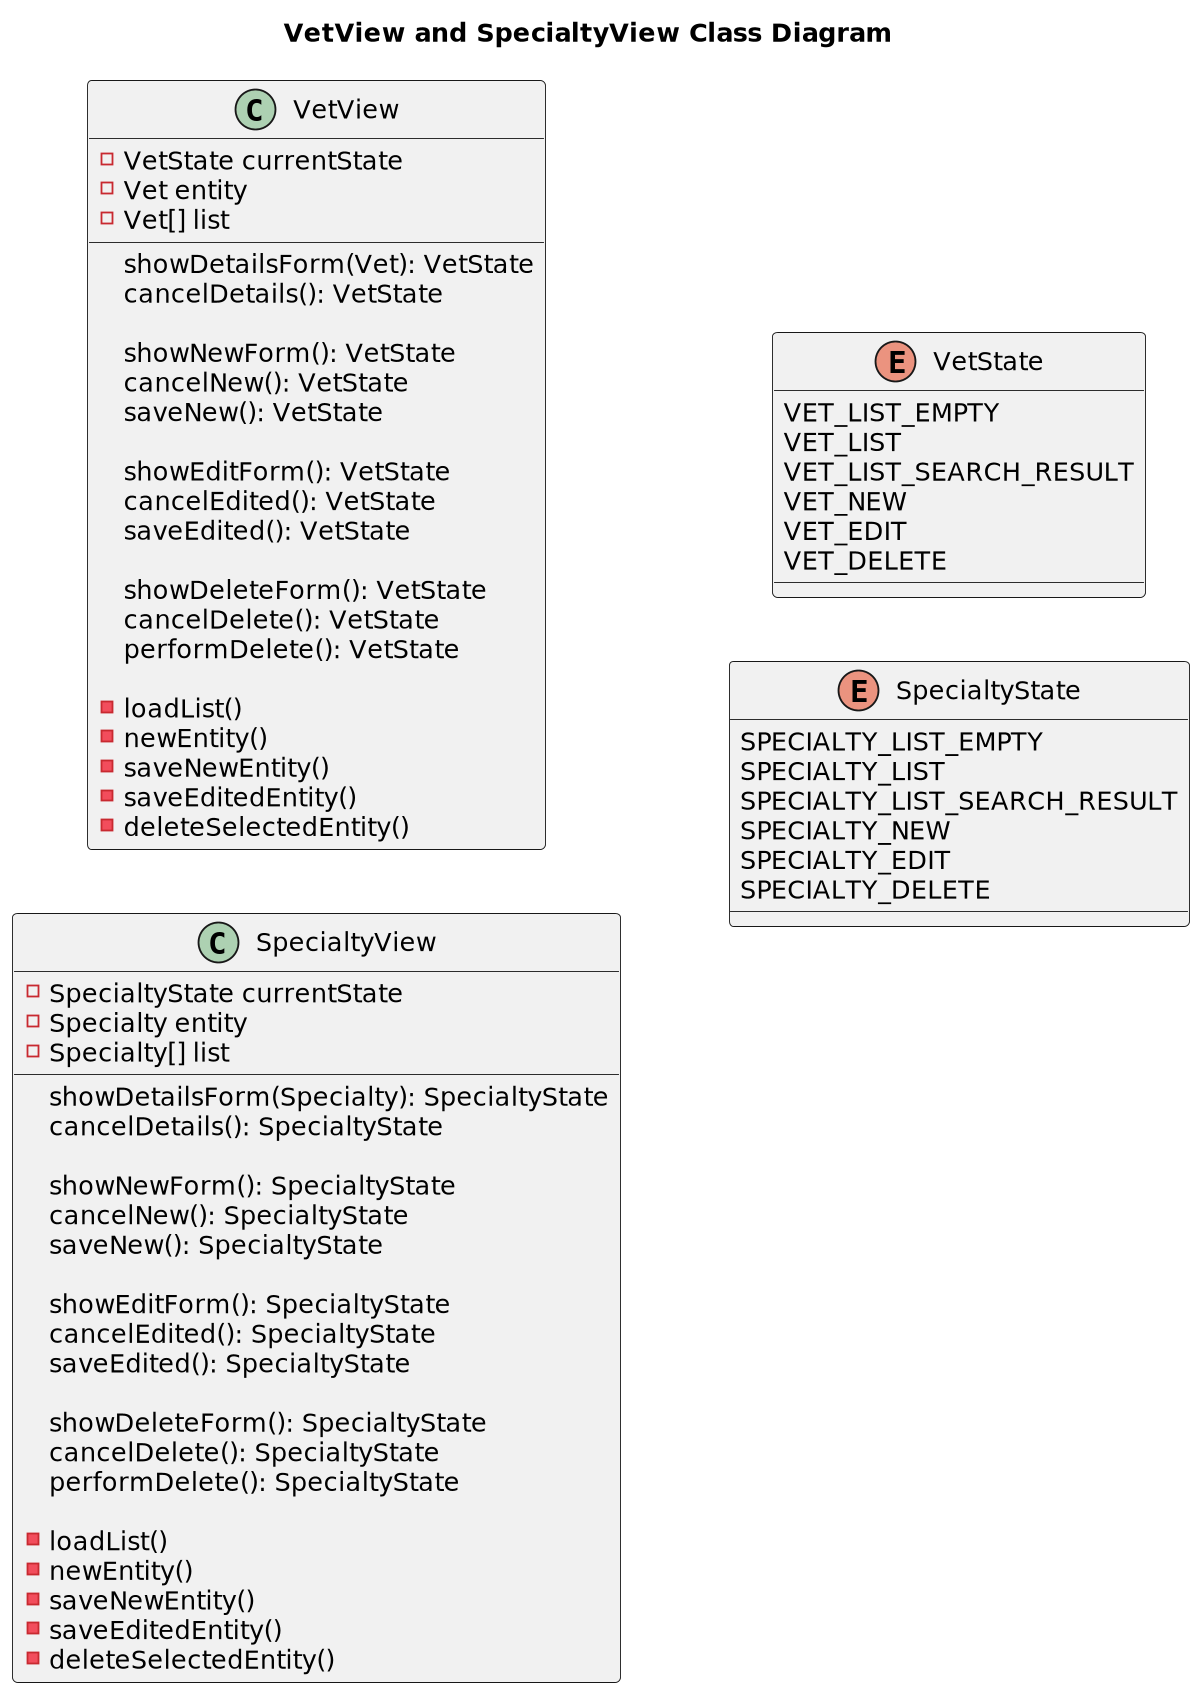 VetView and SpecialtyView Class Diagram
C VetView
VetState currentState
Vet entity
Vet[] list
showDetailsForm(Vet): VetState
cancelDetails(): VetState
showNewForm(): VetState
cancelNew(): VetState
saveNew(): VetState
showEditForm(): VetState
cancelEdited(): VetState
saveEdited(): VetState
showDeleteForm(): VetState
cancelDelete(): VetState
performDelete(): VetState
loadList()
newEntity()
saveNewEntity()
saveEditedEntity()
deleteSelectedEntity()
E VetState
VET_LIST_EMPTY
VET_LIST
VET_LIST_SEARCH_RESULT
VET_NEW
VET_EDIT
VET_DELETE
E SpecialtyState
SPECIALTY_LIST_EMPTY
SPECIALTY_LIST
SPECIALTY_LIST_SEARCH_RESULT
SPECIALTY_NEW
SPECIALTY_EDIT
SPECIALTY_DELETE
C SpecialtyView
SpecialtyState currentState
Specialty entity
Specialty[] list
showDetailsForm(Specialty): SpecialtyState
cancelDetails(): SpecialtyState
showNewForm(): SpecialtyState
cancelNew(): SpecialtyState
saveNew(): SpecialtyState
showEditForm(): SpecialtyState
cancelEdited(): SpecialtyState
saveEdited(): SpecialtyState
showDeleteForm(): SpecialtyState
cancelDelete(): SpecialtyState
performDelete(): SpecialtyState
loadList()
newEntity()
saveNewEntity()
saveEditedEntity()
deleteSelectedEntity()